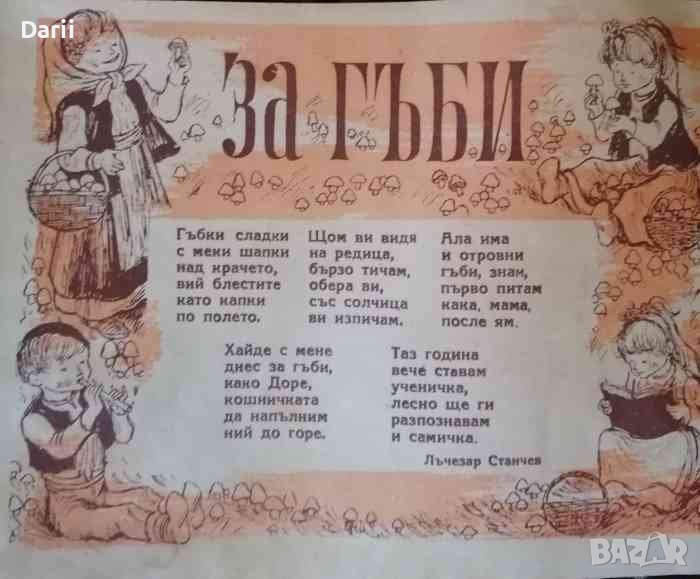 Darii
ЗА ГЪБИ
Гъбки сладки
с меки шапки
над крачето,
вий блестите
като капки
по полето.
Щом ви видя
на редица,
бързо тичам,
обера ви,
със солчица
ви изпичам.
Ала има
и отровни
гъби, знам,
първо питам
кака, мама,
после ям.
Хайде с мене
днес за гъби,
како Доре,
кошничката
да напълним
ний до горе.
Таз година
вече ставам
ученичка,
лесно ще ги
разпознавам
и самичка.
Лъчезар Станчев
BAZAR